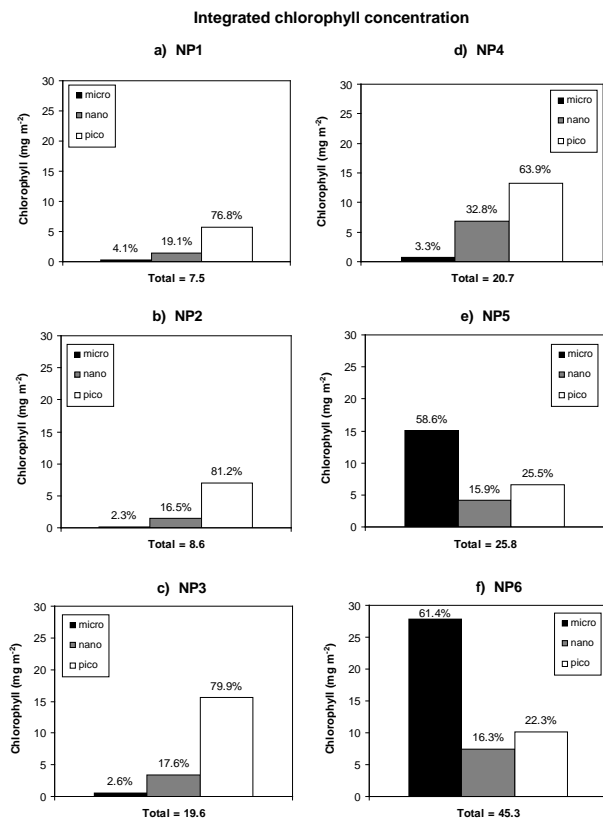 Integrated chlorophyll concentration
a) NP1
30
25
20
15
10
5
0
Chlorophyll (mg m-2)
micro
nano
pico
4.1%
19.1%
76.8%
Total = 7.5
b) NP2
30
25
20
15
10
5
0
Chlorophyll (mg m-2)
micro
nano
pico
2.3%
16.5%
81.2%
Total = 8.6
c) NP3
30
25
20
15
10
5
0
Chlorophyll (mg m-2)
micro
nano
pico
2.6%
17.6%
79.9%
Total = 19.6
d) NP4
30
25
20
15
10
5
0
Chlorophyll (mg m-2)
micro
nano
pico
3.3%
32.8%
63.9%
Total = 20.7
e) NP5
30
25
20
15
10
5
0
Chlorophyll (mg m-2)
micro
nano
pico
58.6%
15.9%
25.5%
Total = 25.8
f) NP6
30
25
20
15
10
5
0
Chlorophyll (mg m-2)
micro
nano
pico
61.4%
16.3%
22.3%
Total = 45.3